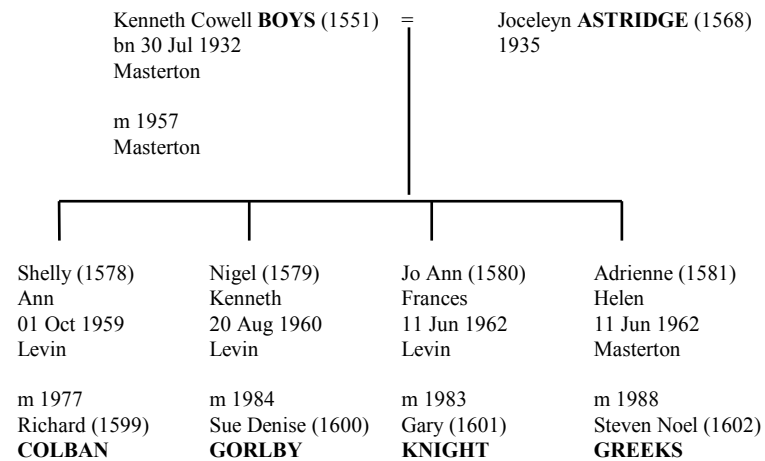 Kenneth Cowell BOYS (1551) = Joceleyn ASTRIDGE (1568)
bn 30 Jul 1932 1935
Masterton
m 1957
Masterton
Shelly (1578) Nigel (1579) Jo Ann (1580) Adrienne (1581)
Ann Kenneth Frances Helen
01 Oct 1959 20 Aug 1960 11 Jun 1962 11 Jun 1962
Levin Levin Levin Masterton
m 1977 m 1984 m 1983 m 1988
Richard (1599) Sue Denise (1600) Gary (1601) Steven Noel (1602)
COLBAN GORLBY KNIGHT GREEKS